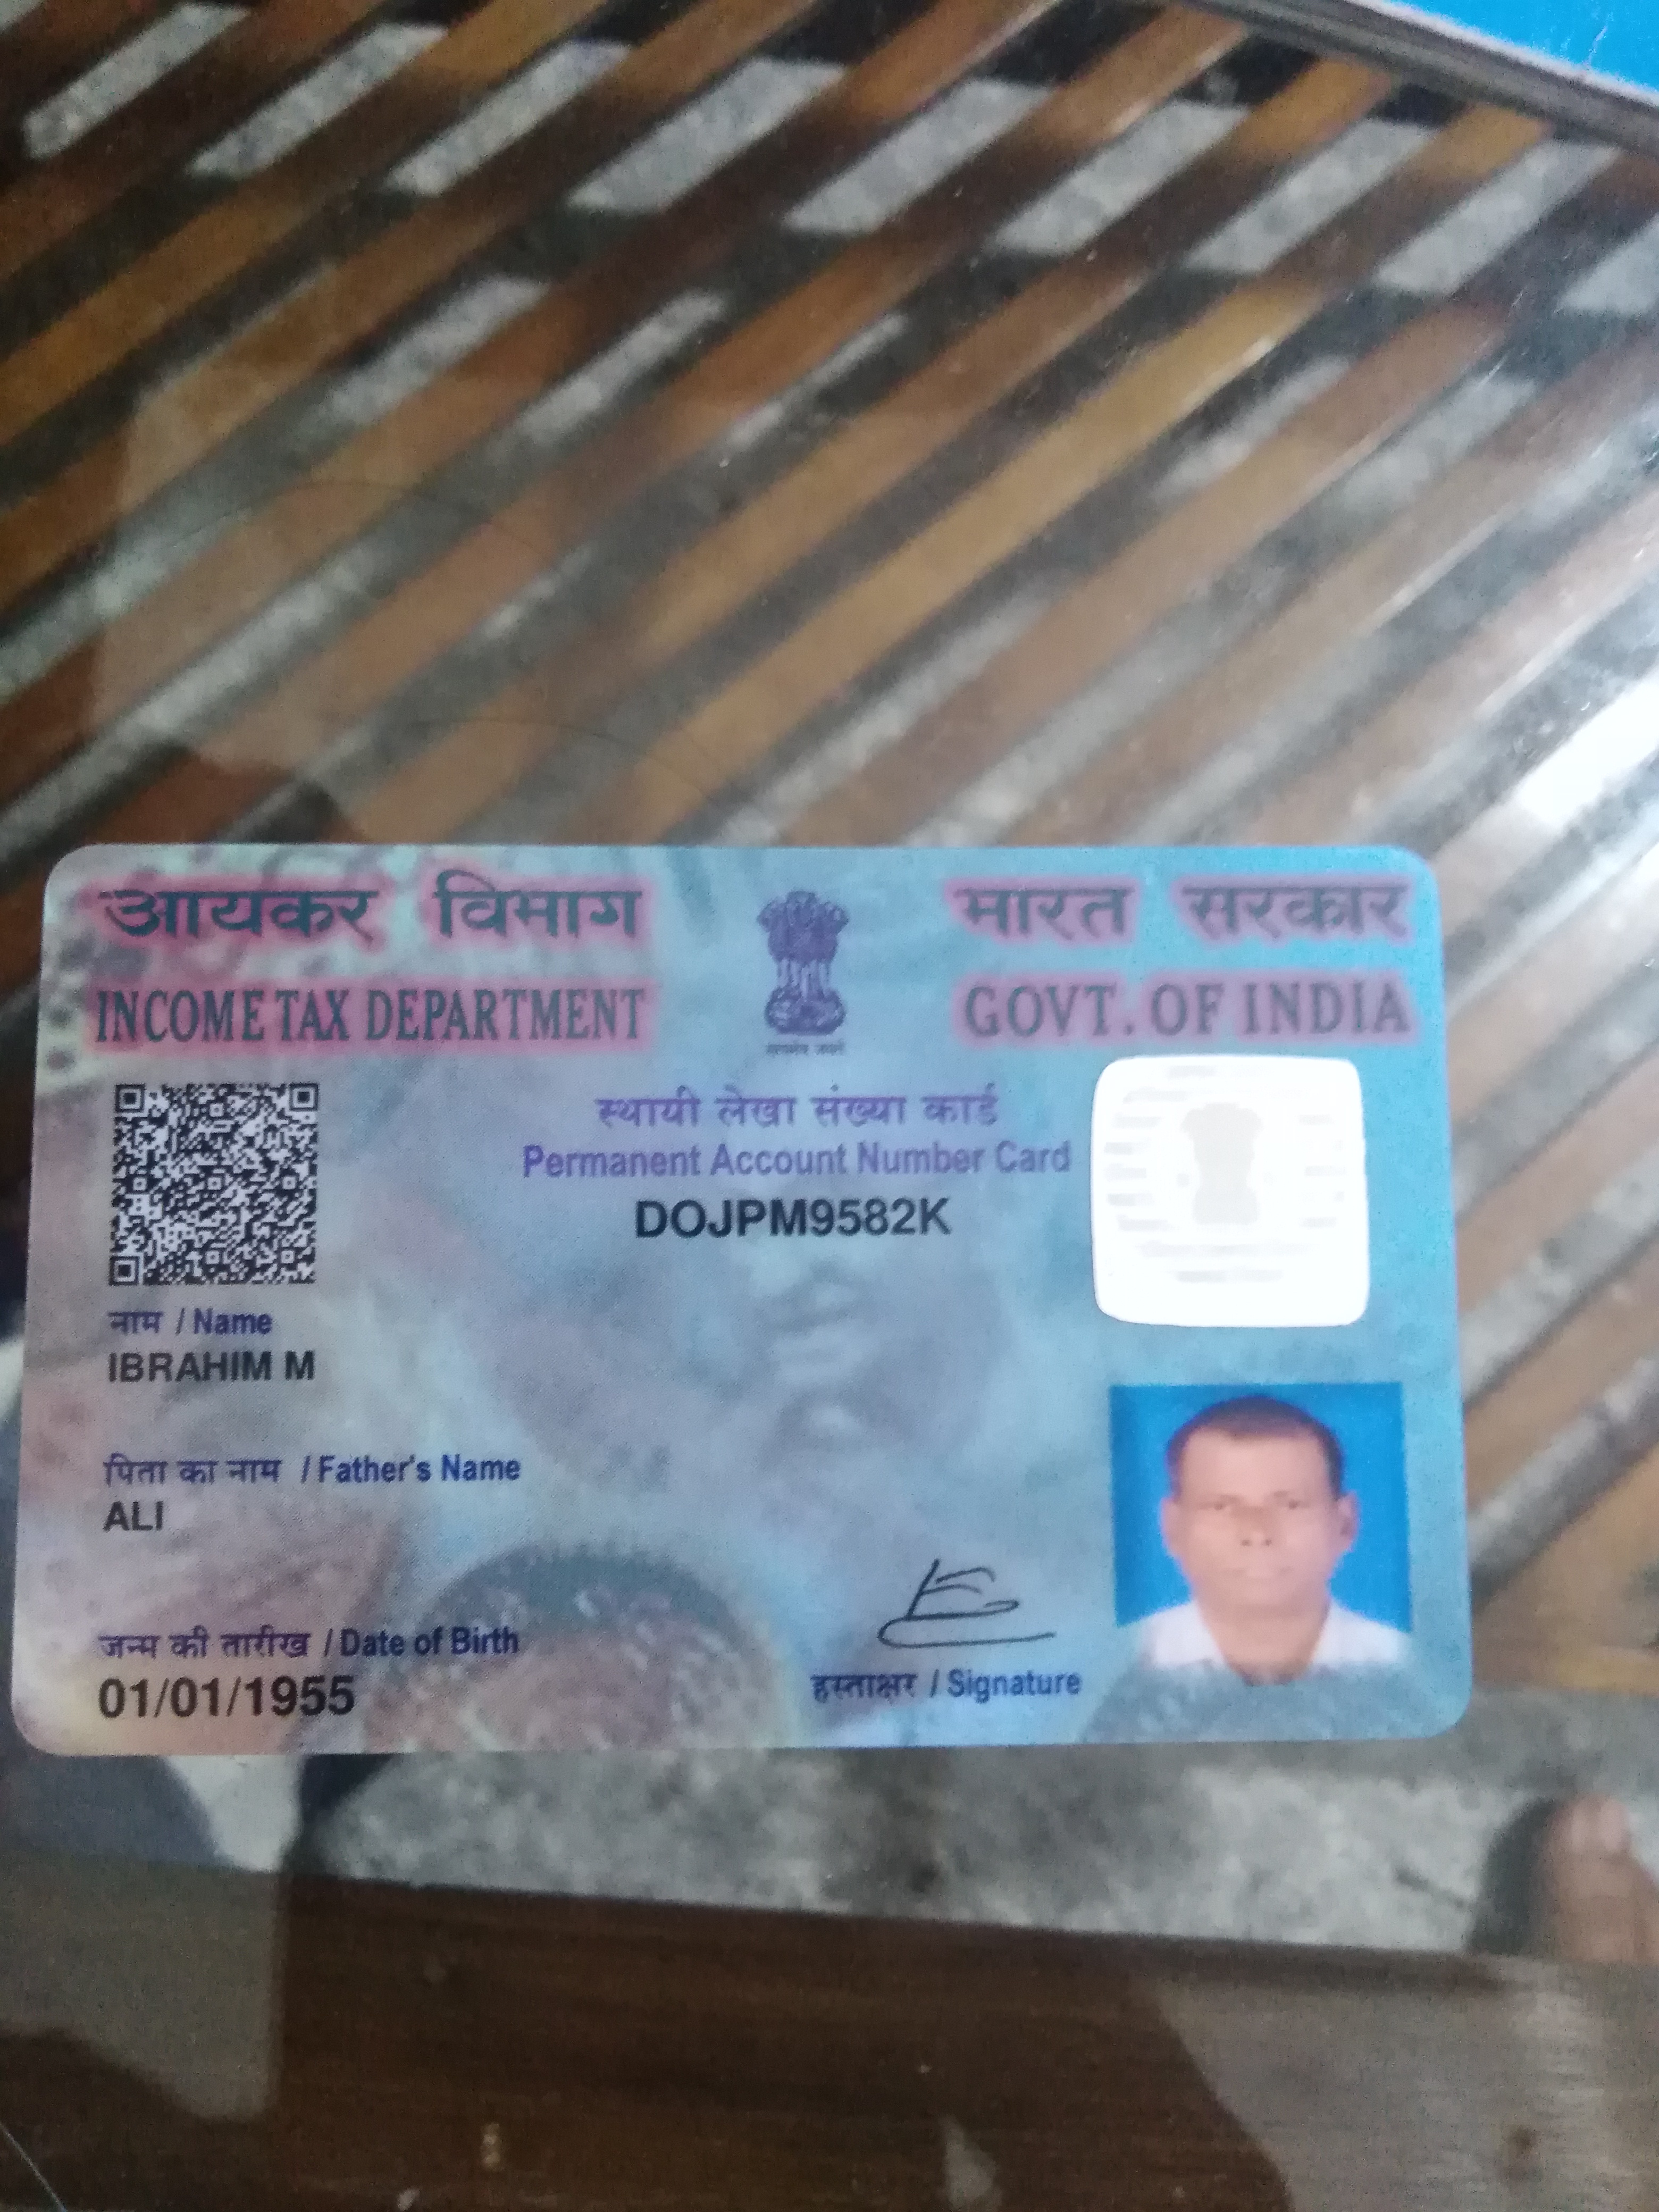 आयकर विभाग
INCOME TAX DEPARTMENT
भारत सरकार
GOVT. OF INDIA
सत्यमेव जयते
स्थायी लेखा संख्या कार्ड
Permanent Account Number Card
DOJPM9582K
नाम / Name
IBRAHIM M
पिता का नाम / Father's Name
ALI
जन्म की तारीख / Date of Birth
01/01/1955
हस्ताक्षर / Signature